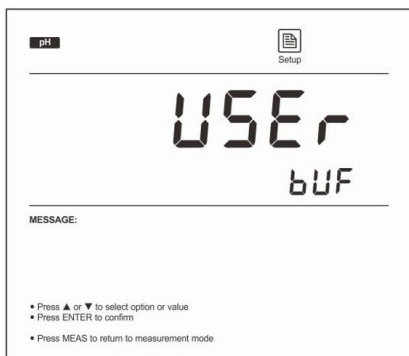 pH
Setup
USEr
bUF
MESSAGE:
• Press ▲ or ▼ to select option or value
• Press ENTER to confirm
• Press MEAS to return to measurement mode